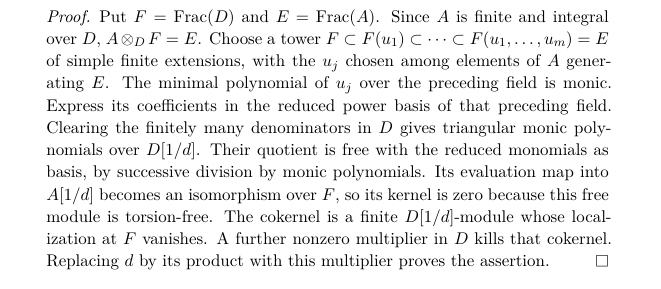 Proof. Put F = Frac(D) and E = Frac(A). Since A is finite and integral
over D, A ⊗_D F = E. Choose a tower F ⊂ F(u₁) ⊂ ⋯ ⊂ F(u₁, . . . , uₘ) = E
of simple finite extensions, with the uⱼ chosen among elements of A gener-
ating E. The minimal polynomial of uⱼ over the preceding field is monic.
Express its coefficients in the reduced power basis of that preceding field.
Clearing the finitely many denominators in D gives triangular monic poly-
nomials over D[1/d]. Their quotient is free with the reduced monomials as
basis, by successive division by monic polynomials. Its evaluation map into
A[1/d] becomes an isomorphism over F, so its kernel is zero because this free
module is torsion-free. The cokernel is a finite D[1/d]-module whose local-
ization at F vanishes. A further nonzero multiplier in D kills that cokernel.
Replacing d by its product with this multiplier proves the assertion. □